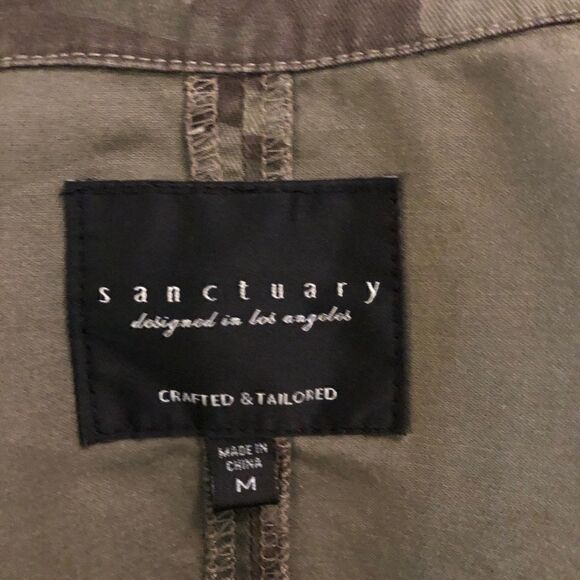 sanctuary
designed in los angeles
CRAFTED & TAILORED
MADE IN
CHINA
M